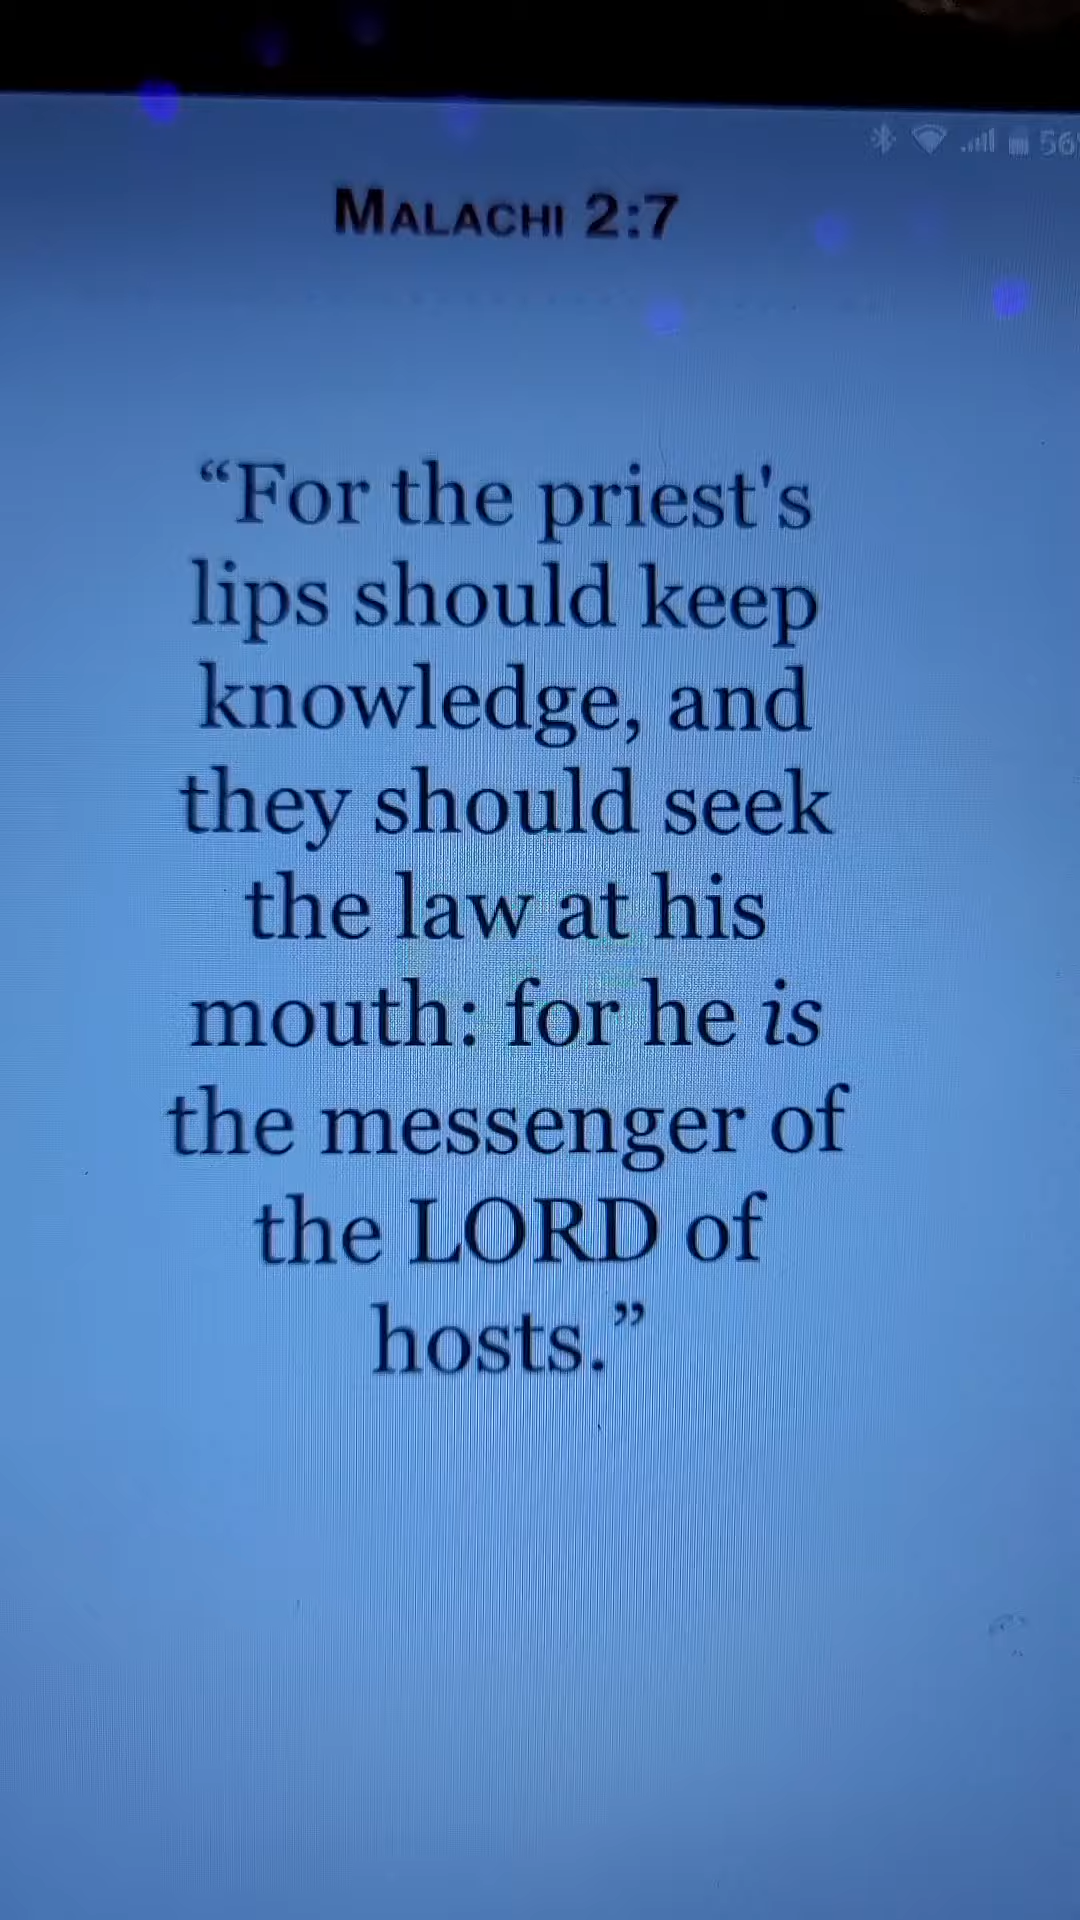 56
MALACHI 2:7
“For the priest's
lips should keep
knowledge, and
they should seek
the law at his
mouth: for he is
the messenger of
the LORD of
hosts.”